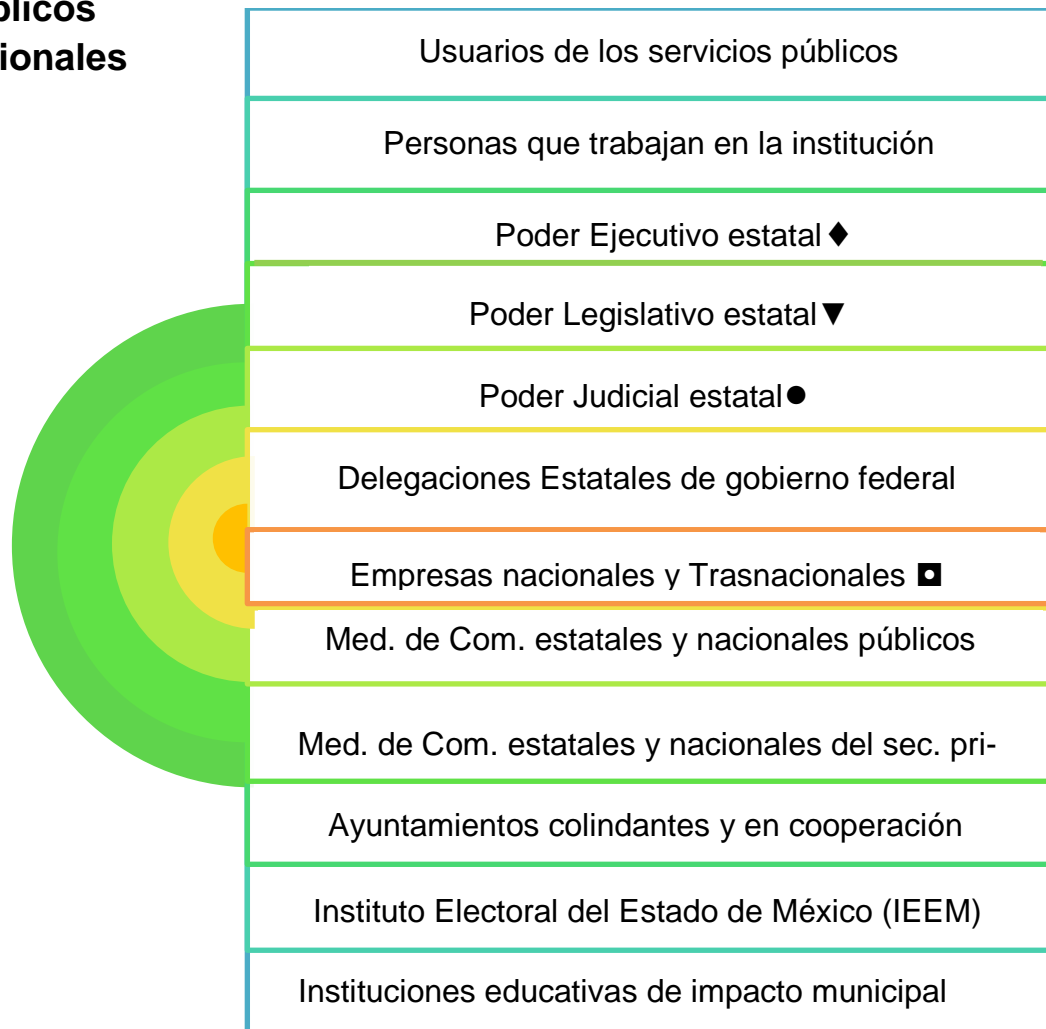 blicos
ionales
Usuarios de los servicios públicos
Personas que trabajan en la institución
Poder Ejecutivo estatal♦
Poder Legislativo estatal▼
Poder Judicial estatal●
Delegaciones Estatales de gobierno federal
Empresas nacionales y Trasnacionales ◘
Med. de Com. estatales y nacionales públicos
Med. de Com. estatales y nacionales del sec. pri-
Ayuntamientos colindantes y en cooperación
Instituto Electoral del Estado de México (IEEM)
Instituciones educativas de impacto municipal